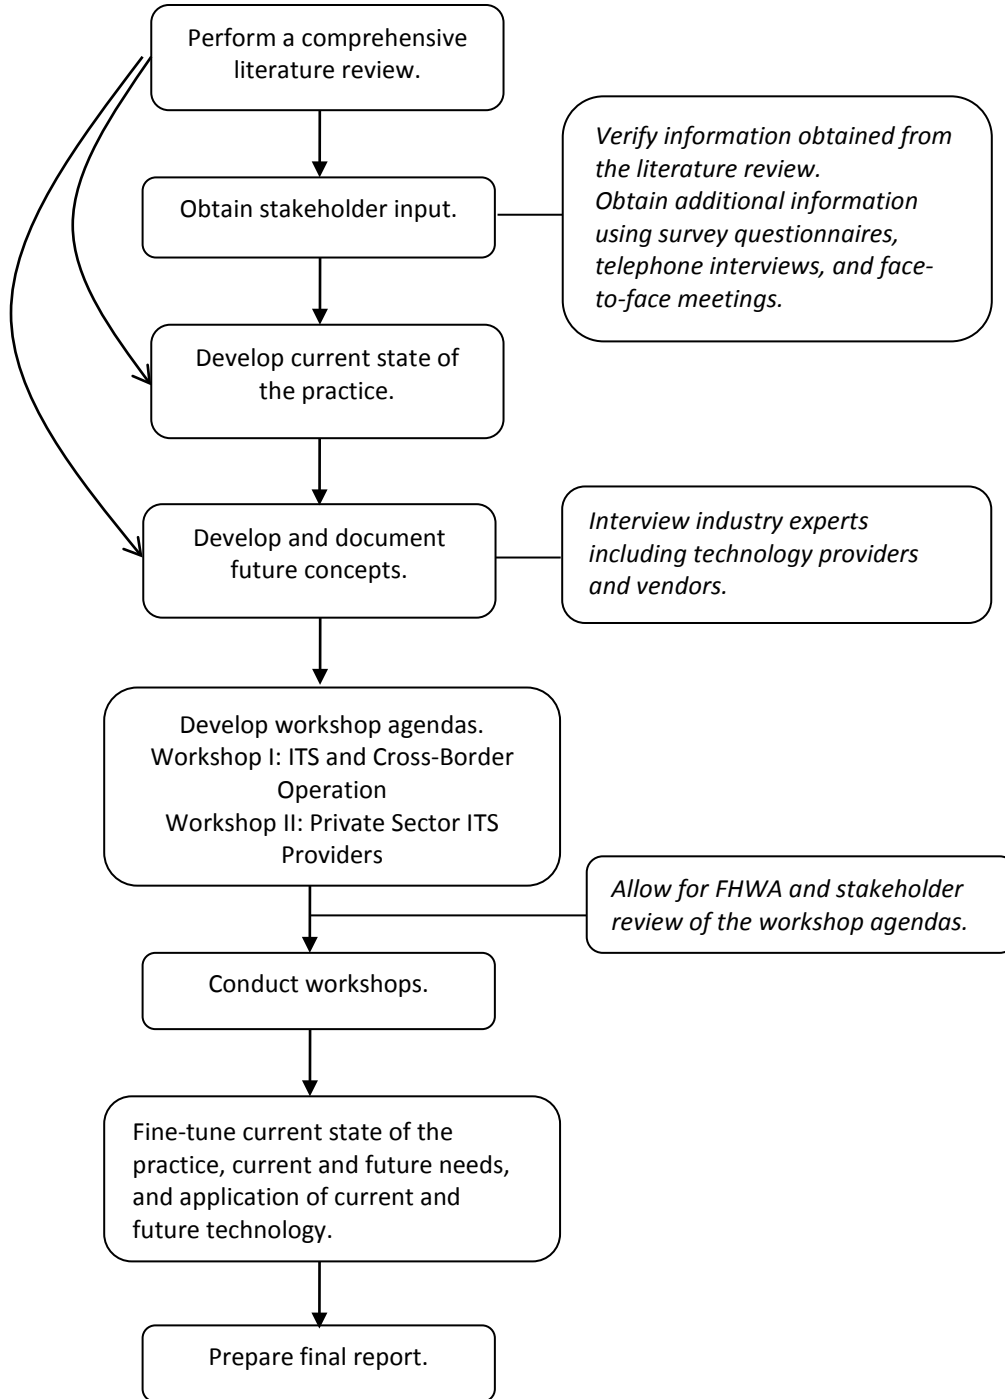 Perform a comprehensive
literature review.
Verify information obtained from
the literature review.
Obtain additional information
using survey questionnaires,
telephone interviews, and face-
to-face meetings.
Obtain stakeholder input.
Develop current state of
the practice.
Develop and document
future concepts.
Interview industry experts
including technology providers
and vendors.
Develop workshop agendas.
Workshop I: ITS and Cross-Border
Operation
Workshop II: Private Sector ITS
Providers
Allow for FHWA and stakeholder
review of the workshop agendas.
Conduct workshops.
Fine-tune current state of the
practice, current and future needs,
and application of current and
future technology.
Prepare final report.